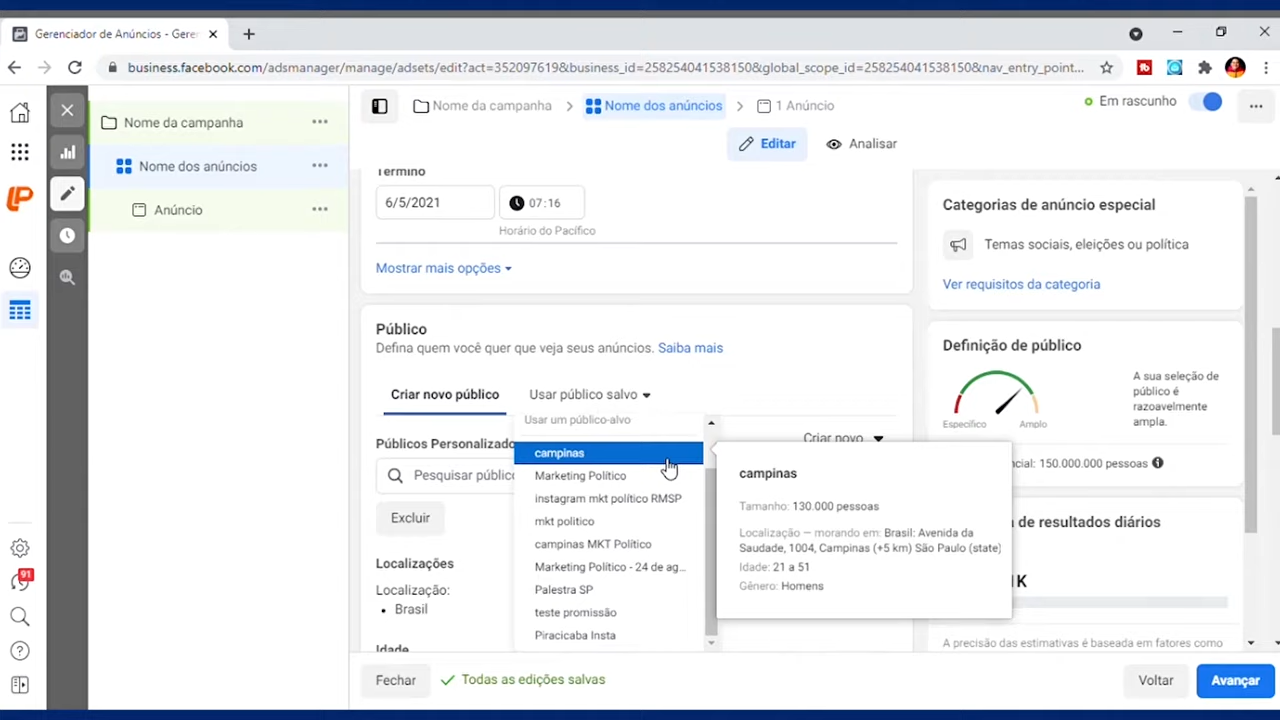 Gerenciador de Anúncios - Gere
business.facebook.com/adsmanager/manage/adsets/edit?act=352097619&business_id=258254041538150&global_scope_id=258254041538150&nav_entry_point...
Nome da campanha
Nome dos anúncios
Anúncio
91
Nome da campanha > Nome dos anúncios > 1 Anúncio
Em rascunho
Editar
Analisar
Término
6/5/2021
07:16
Horário do Pacífico
Mostrar mais opções
Público
Defina quem você quer que veja seus anúncios. Saiba mais
Criar novo público
Usar público salvo
Usar um público-alvo
campinas
Marketing Político
instagram mkt político RMSP
mkt politico
campinas MKT Político
Marketing Político - 24 de ag...
Palestra SP
teste promissão
Piracicaba Insta
Públicos Personalizado
Criar novo
Pesquisar públic
Excluir
Localizações
Localização:
Brasil
Idade
campinas
Tamanho: 130.000 pessoas
Localização — morando em: Brasil: Avenida da
Saudade, 1004, Campinas (+5 km) São Paulo (state)
Idade: 21 a 51
Gênero: Homens
Categorias de anúncio especial
Temas sociais, eleições ou política
Ver requisitos da categoria
Definição de público
Específico
Amplo
A sua seleção de
público é
razoavelmente
ampla.
ncial: 150.000.000 pessoas
a de resultados diários
K
A precisão das estimativas é baseada em fatores como
Fechar
Todas as edições salvas
Voltar
Avançar